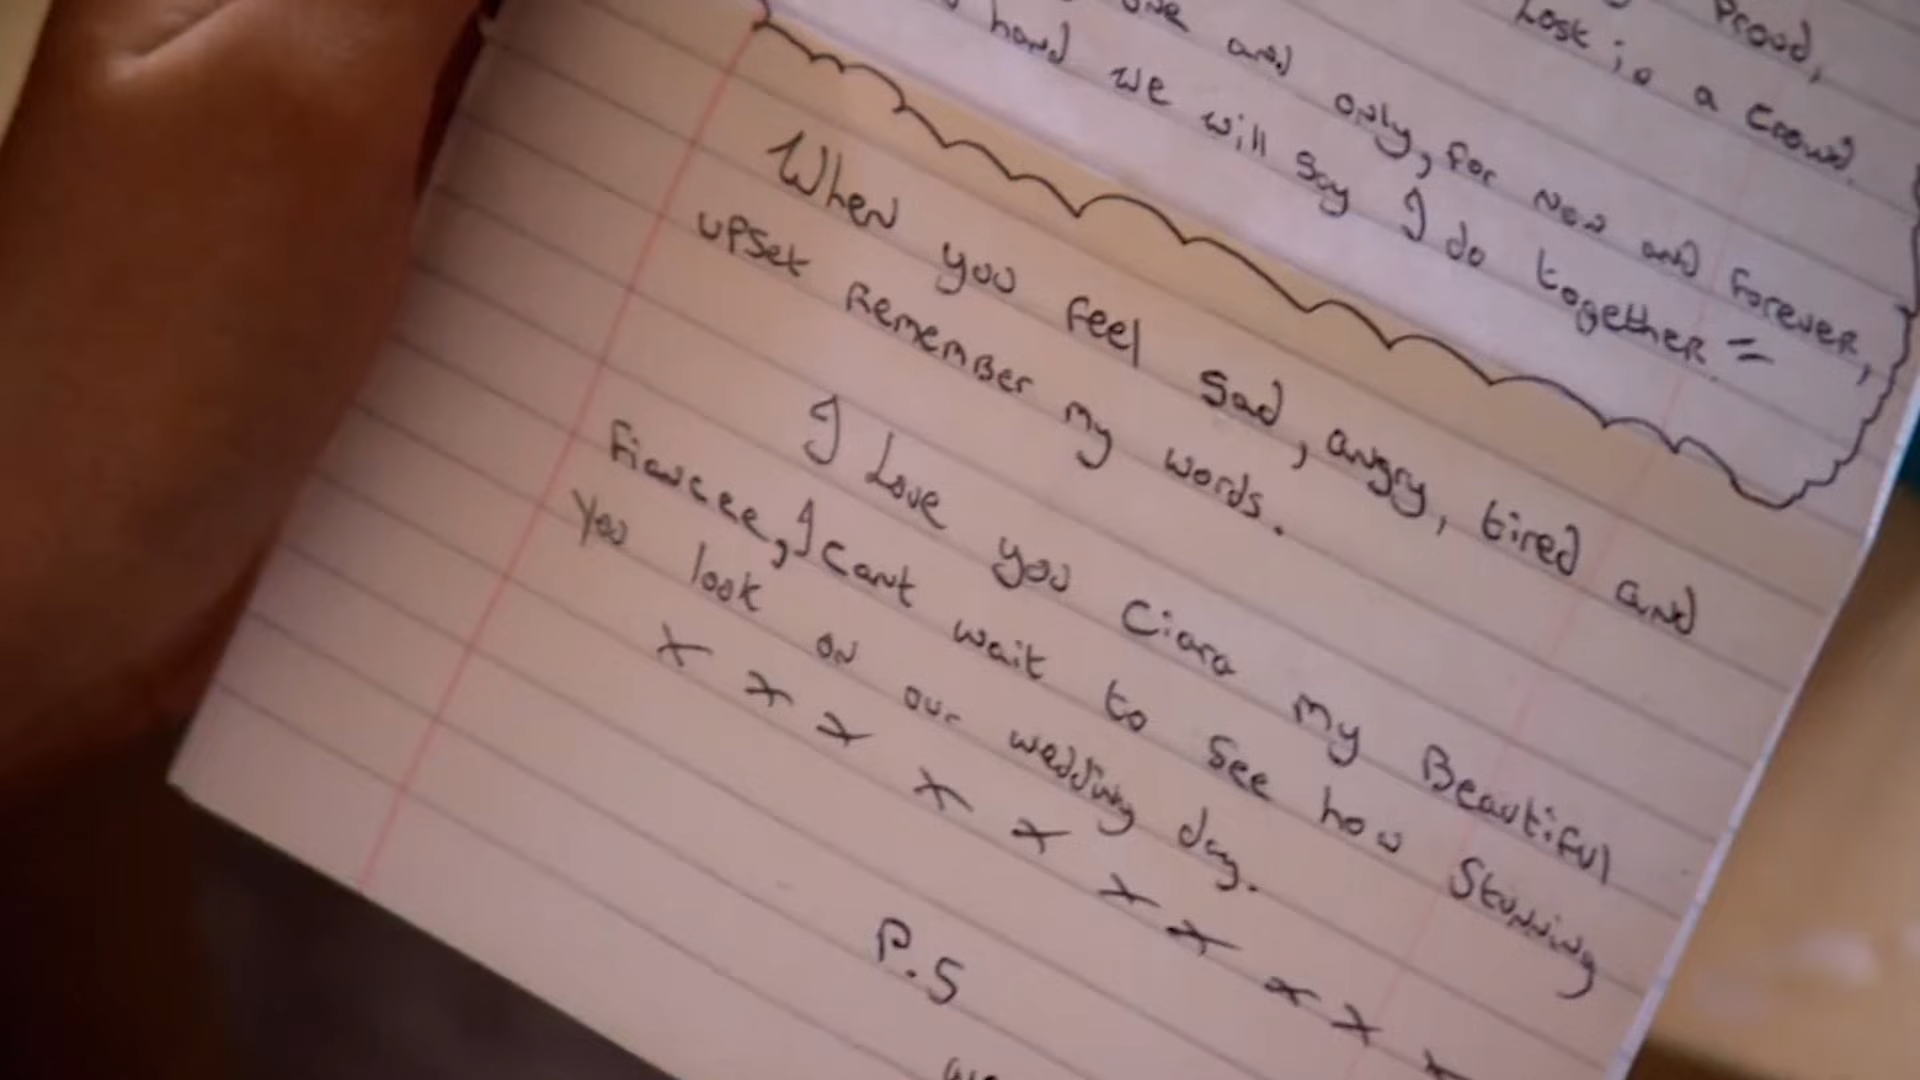 Proud,
Lost in a crowd.
one and only, for now and forever,
hand we will say I do together =
When you feel sad, angry, tired and
upset remember my words.
I Love you Ciara my Beautiful
Fiancee, I cant wait to see how stunning
you look on our wedding day.
x x x x x x x x x x
P.S